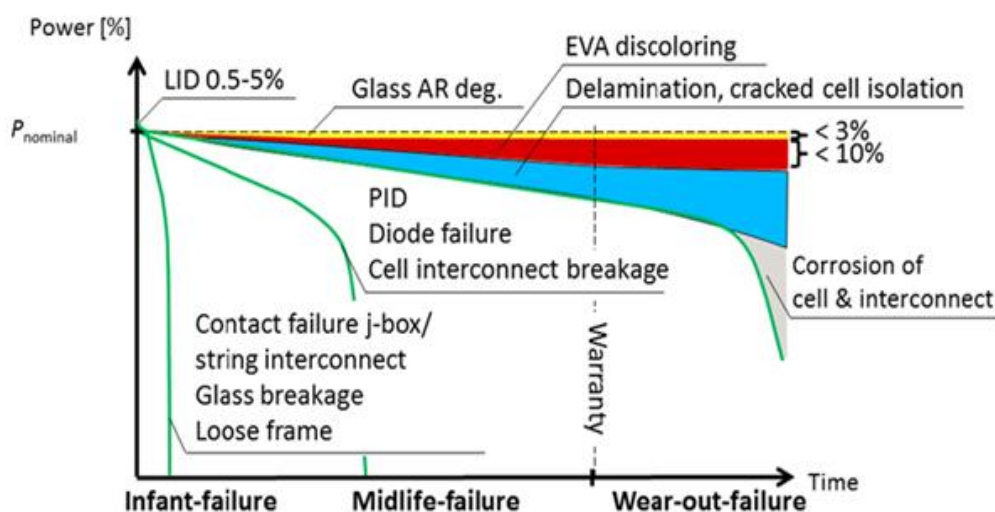 Power [%]
LID 0.5-5%
EVA discoloring
Glass AR deg.
Delamination, cracked cell isolation
Pnominal
< 3%
< 10%
PID
Diode failure
Cell interconnect breakage
Corrosion of
cell & interconnect
Contact failure j-box/
string interconnect
Glass breakage
Loose frame
Warranty
Time
Infant-failure
Midlife-failure
Wear-out-failure